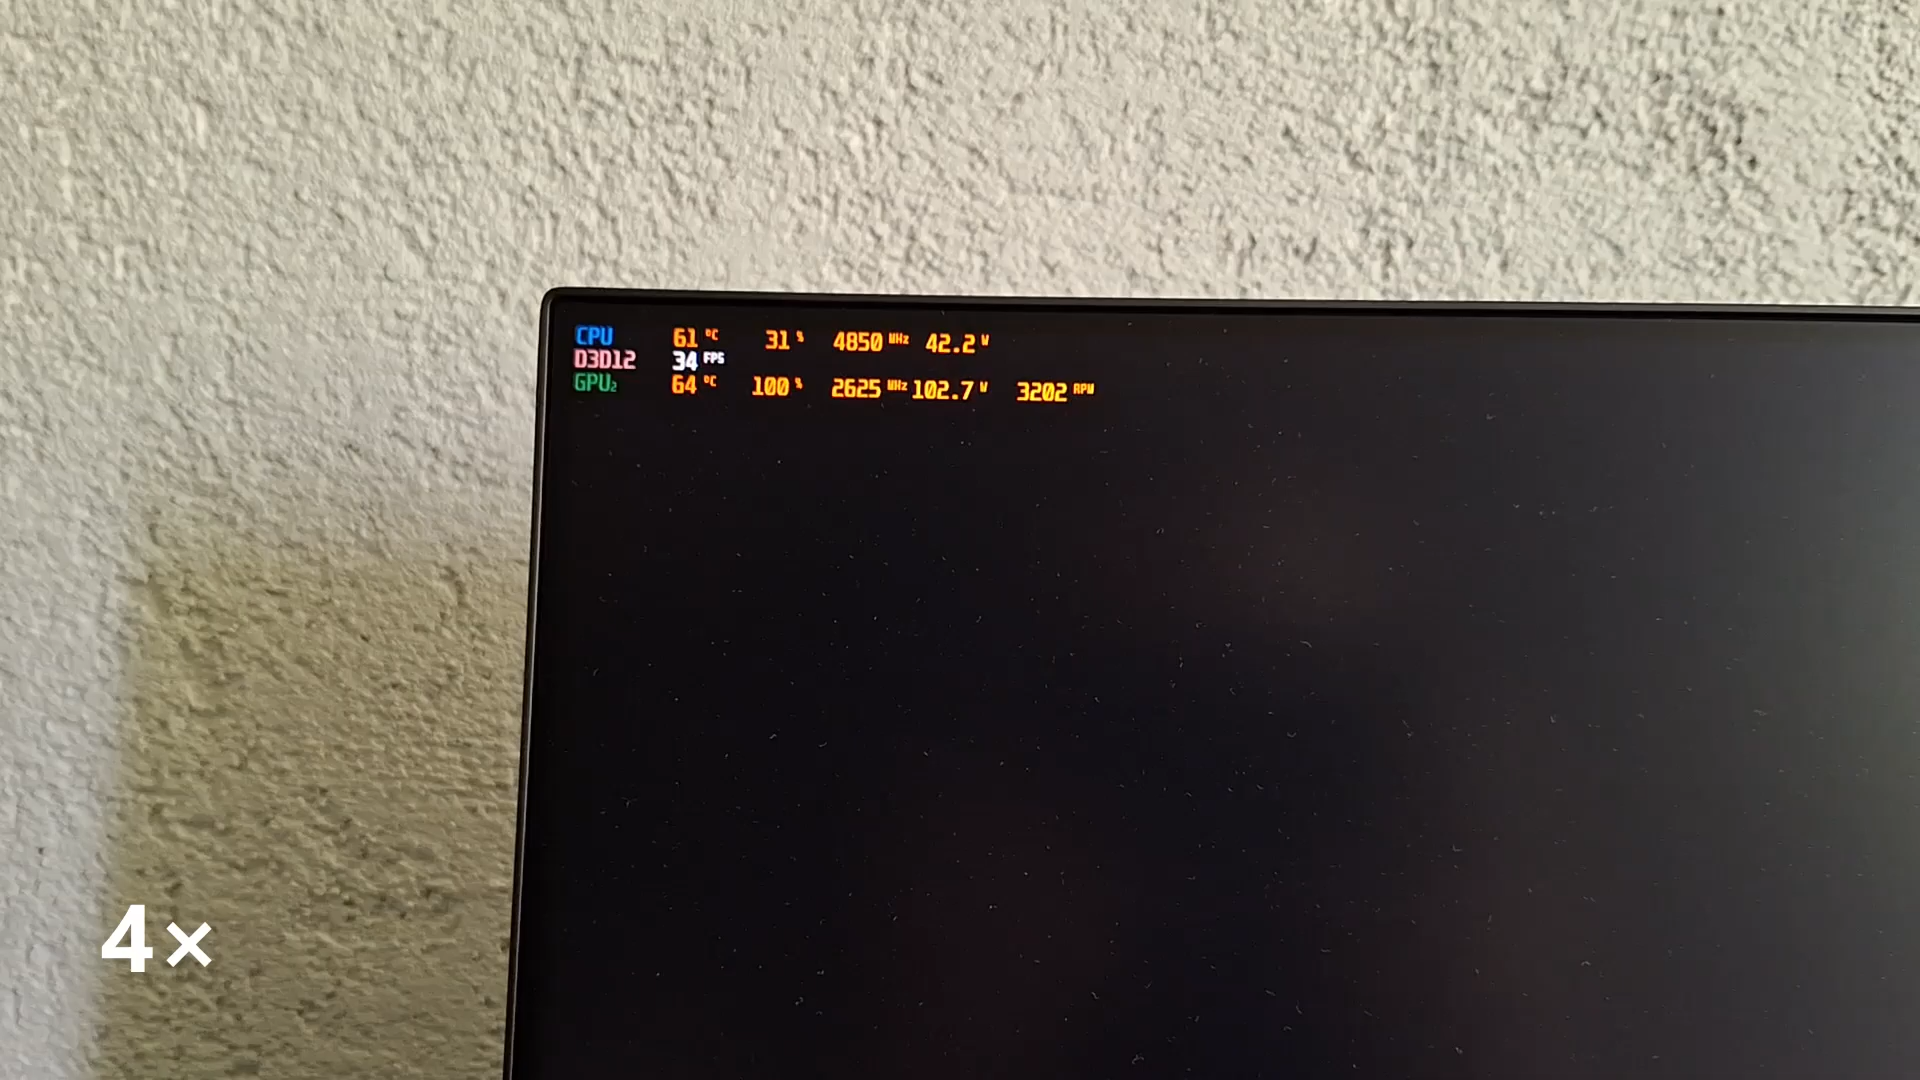 CPU 61 °C 31 % 4850 MHz 42.2 W
D3D12 34 FPS
GPU2 64 °C 100 % 2625 MHz 102.7 W 3202 RPM
4×